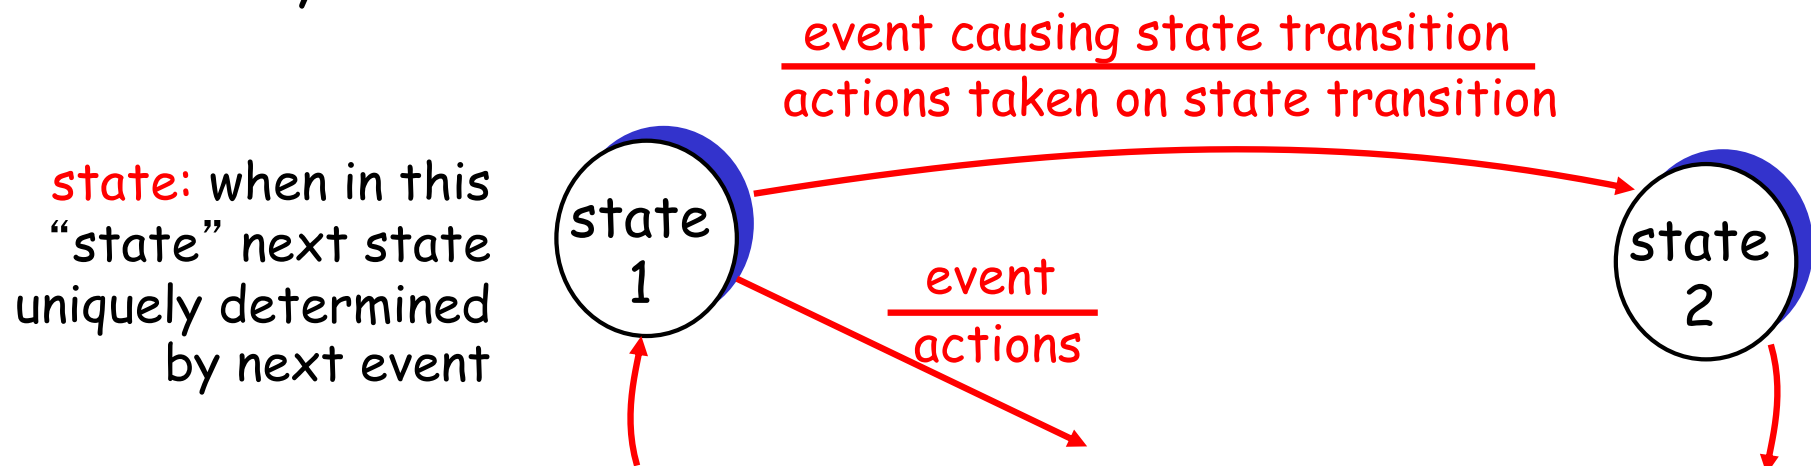 event causing state transition
actions taken on state transition
state: when in this
“state” next state
uniquely determined
by next event
state
1
event
actions
state
2